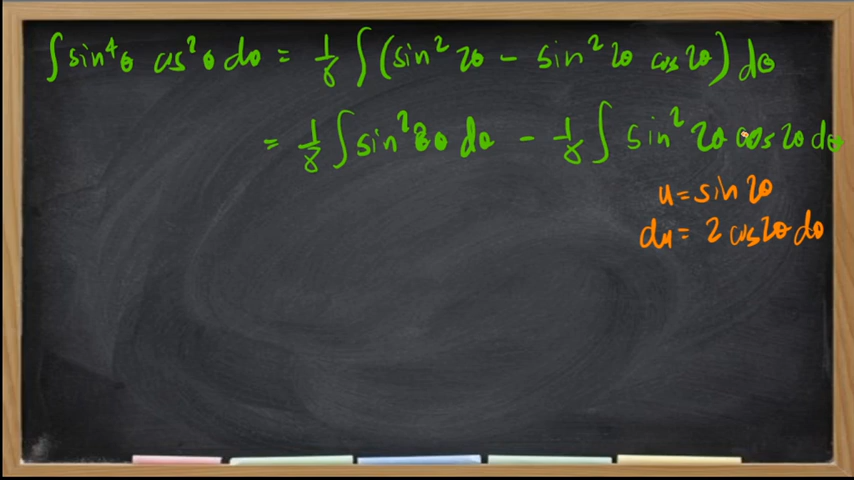 ∫sin⁴θ cos²θ dθ = 1/8 ∫(sin² 2θ - sin² 2θ cos 2θ) dθ
= 1/8 ∫ sin² 2θ dθ - 1/8 ∫ sin² 2θ cos 2θ dθ
u = sin 2θ
du = 2 cos 2θ dθ